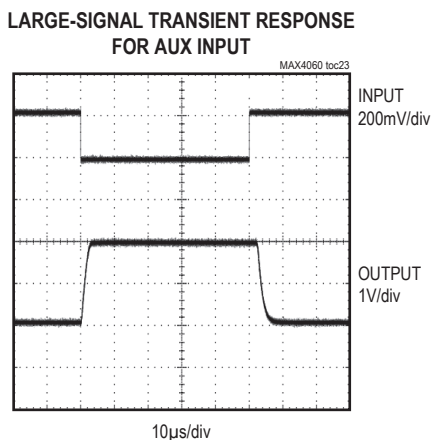 LARGE-SIGNAL TRANSIENT RESPONSE
FOR AUX INPUT
MAX4060 toc23
INPUT
200mV/div
OUTPUT
1V/div
10µs/div